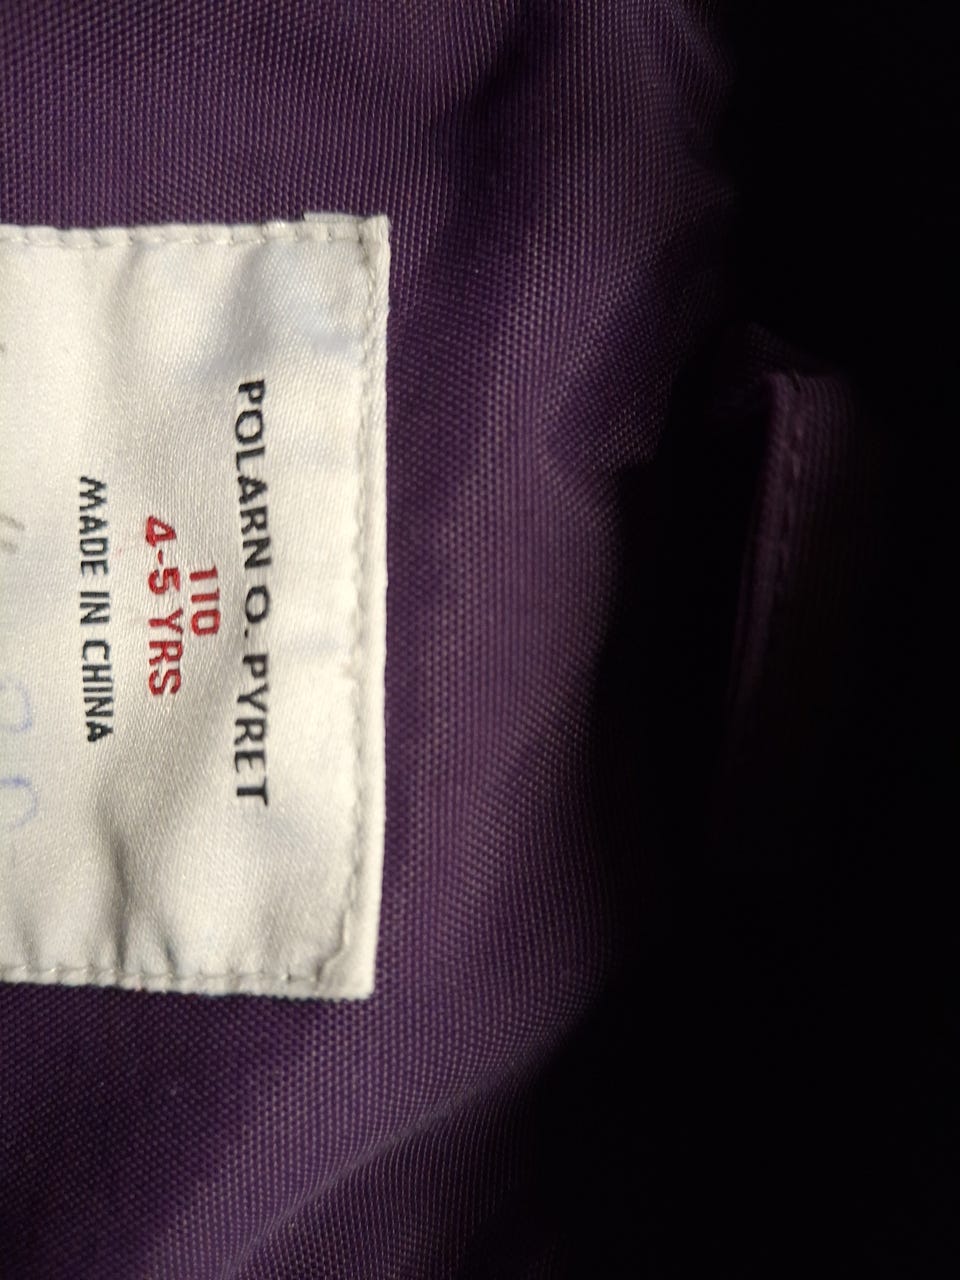 POLARN O. PYRET
110
4-5 YRS
MADE IN CHINA